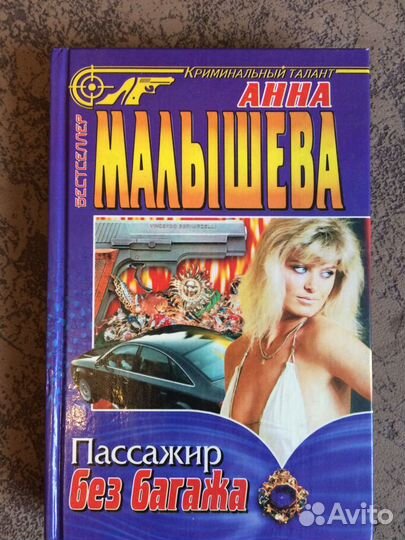 Криминальный талант
АННА
БЕСТСЕЛЛЕР
МАЛЫШЕВА
VINCENZO BERNARDELLI
Пассажир
без багажа
Avito